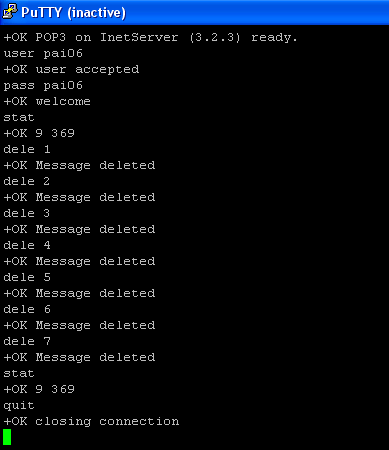 PuTTY (inactive)
+OK POP3 on InetServer (3.2.3) ready.
user pai06
+OK user accepted
pass pai06
+OK welcome
stat
+OK 9 369
dele 1
+OK Message deleted
dele 2
+OK Message deleted
dele 3
+OK Message deleted
dele 4
+OK Message deleted
dele 5
+OK Message deleted
dele 6
+OK Message deleted
dele 7
+OK Message deleted
stat
+OK 9 369
quit
+OK closing connection